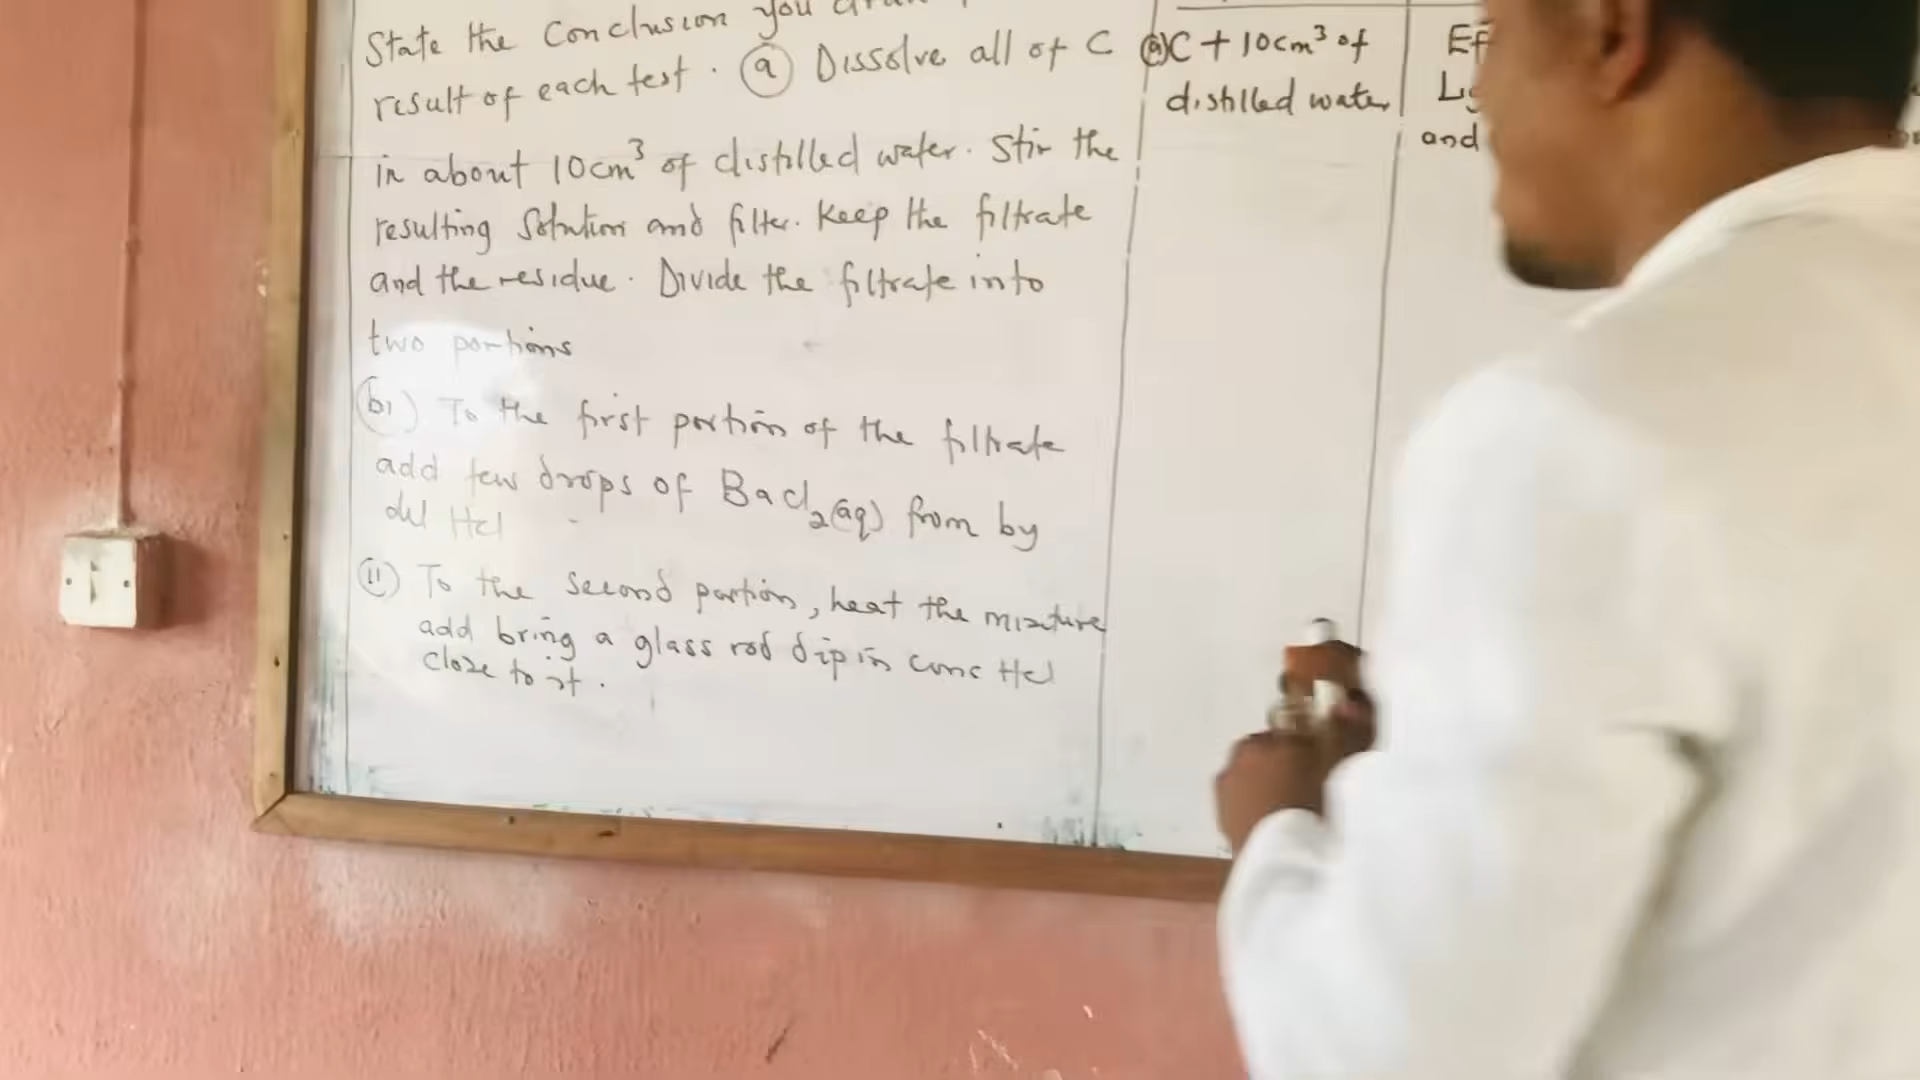 State the Conclusion you
result of each test. (a) Dissolve all of C
in about 10cm³ of distilled water. Stir the
resulting Solution and filter. Keep the filtrate
and the residue. Divide the filtrate into
two portions
(bi) To the first portion of the filtrate
add few drops of BaCl₂(aq) from by
dil Hcl
(ii) To the second portion, heat the mixture
add bring a glass rod dip in conc Hcl
close to it.
(a) C + 10cm³ of
distilled water
and